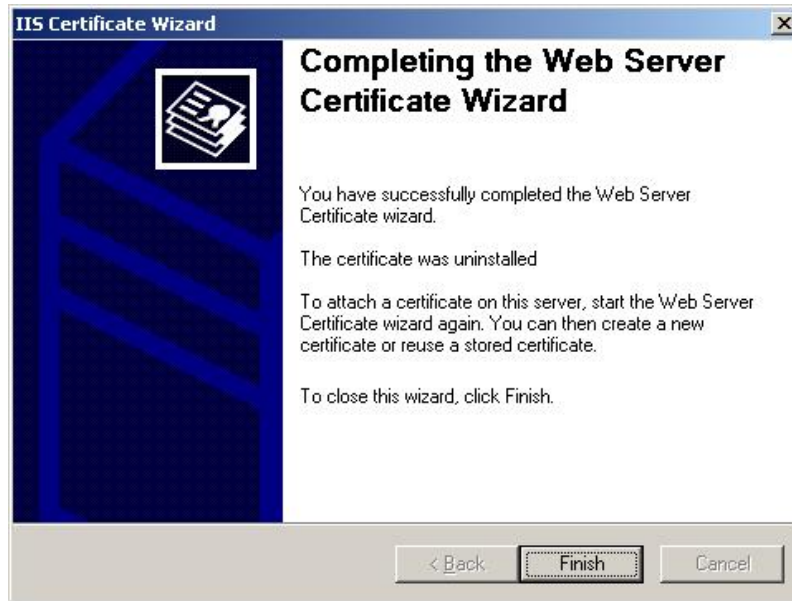 IIS Certificate Wizard
Completing the Web Server
Certificate Wizard
You have successfully completed the Web Server
Certificate wizard.
The certificate was uninstalled
To attach a certificate on this server, start the Web Server
Certificate wizard again. You can then create a new
certificate or reuse a stored certificate.
To close this wizard, click Finish.
< Back
Finish
Cancel